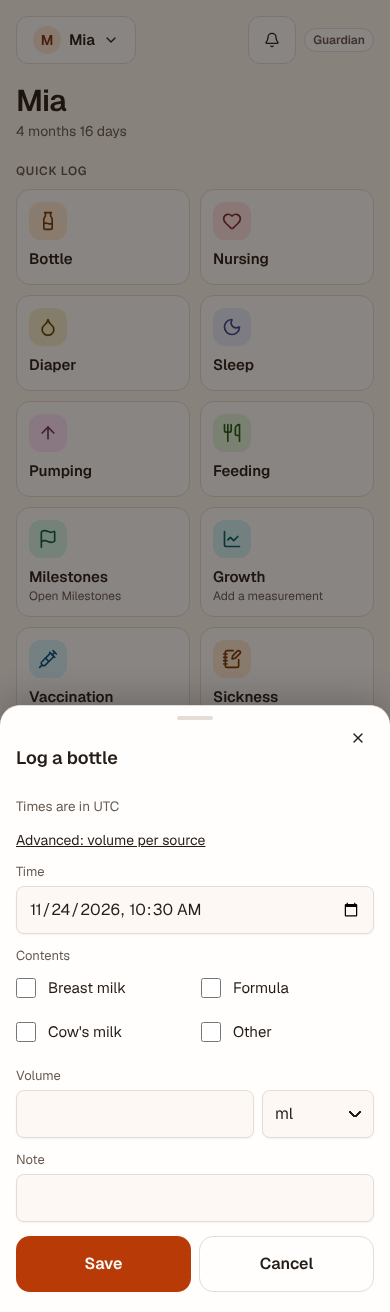 M Mia
Guardian
Mia
4 months 16 days
QUICK LOG
Bottle
Nursing
Diaper
Sleep
Pumping
Feeding
Milestones
Open Milestones
Growth
Add a measurement
Vaccination
Sickness
Log a bottle
Times are in UTC
Advanced: volume per source
Time
11/24/2026, 10:30 AM
Contents
Breast milk
Formula
Cow's milk
Other
Volume
ml
Note
Save
Cancel